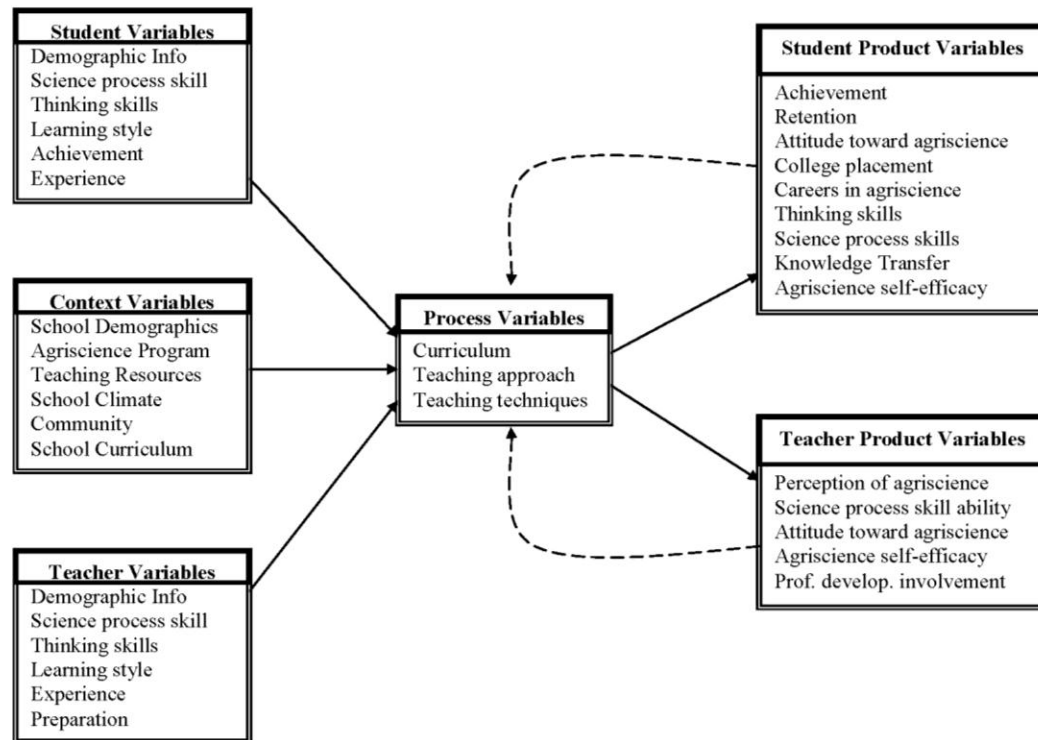 Student Variables
Demographic Info
Science process skill
Thinking skills
Learning style
Achievement
Experience
Context Variables
School Demographics
Agriscience Program
Teaching Resources
School Climate
Community
School Curriculum
Teacher Variables
Demographic Info
Science process skill
Thinking skills
Learning style
Experience
Preparation
Process Variables
Curriculum
Teaching approach
Teaching techniques
Student Product Variables
Achievement
Retention
Attitude toward agriscience
College placement
Careers in agriscience
Thinking skills
Science process skills
Knowledge Transfer
Agriscience self-efficacy
Teacher Product Variables
Perception of agriscience
Science process skill ability
Attitude toward agriscience
Agriscience self-efficacy
Prof. develop. involvement